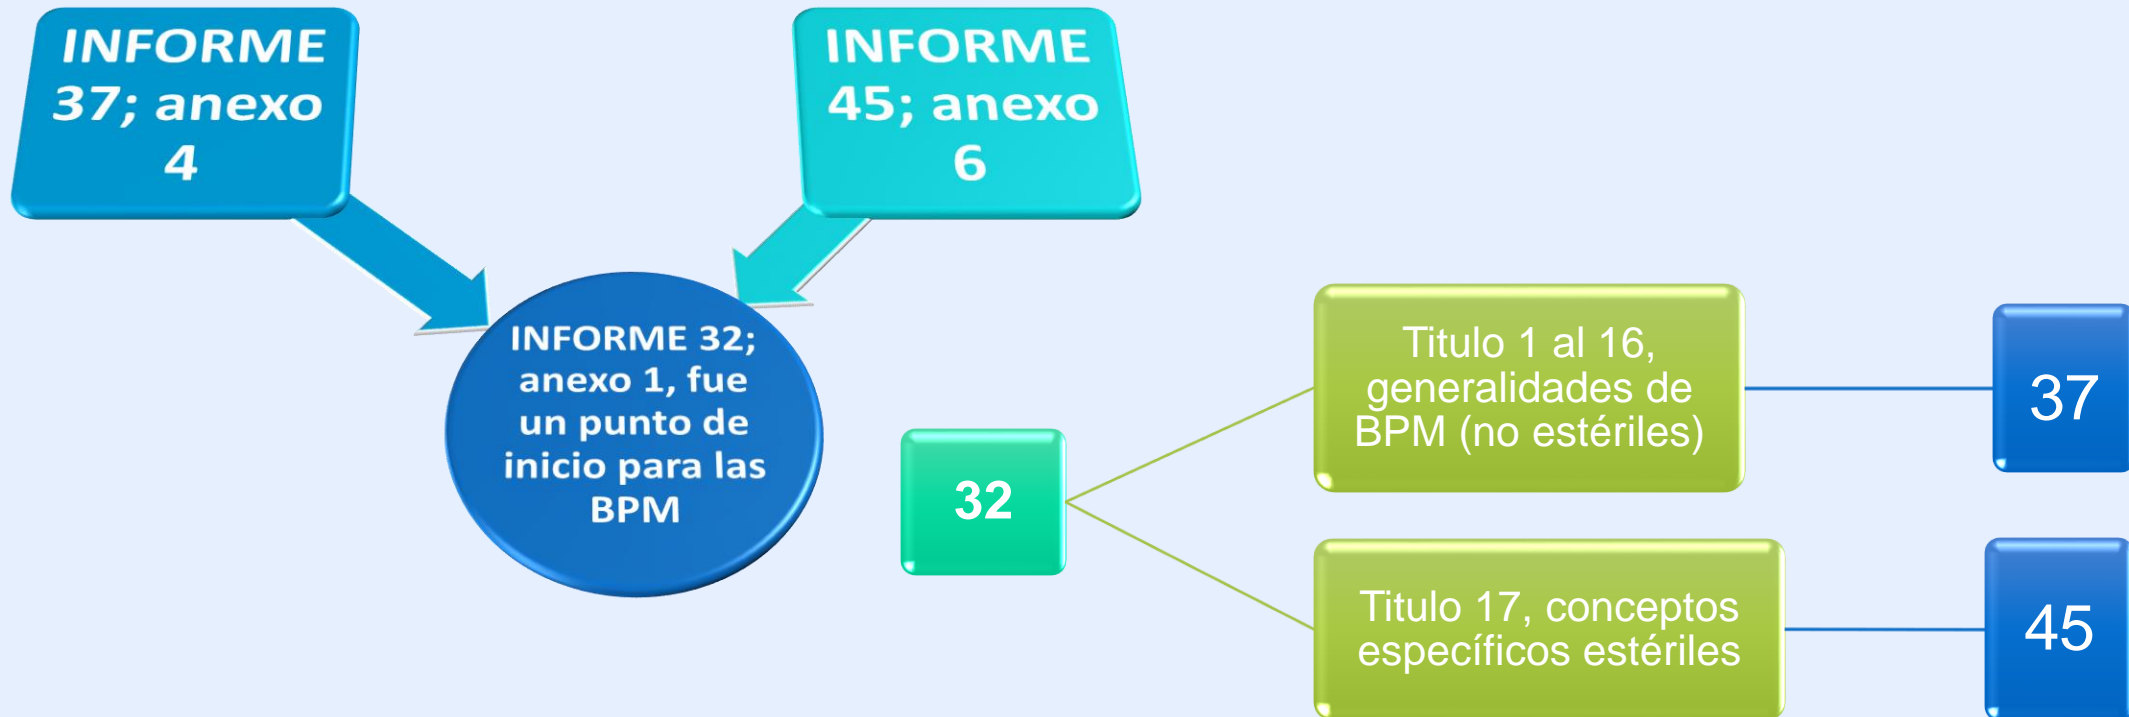 INFORME
37; anexo
4
INFORME
45; anexo
6
INFORME 32;
anexo 1, fue
un punto de
inicio para las
BPM
32
Titulo 1 al 16,
generalidades de
BPM (no estériles)
37
Titulo 17, conceptos
específicos estériles
45